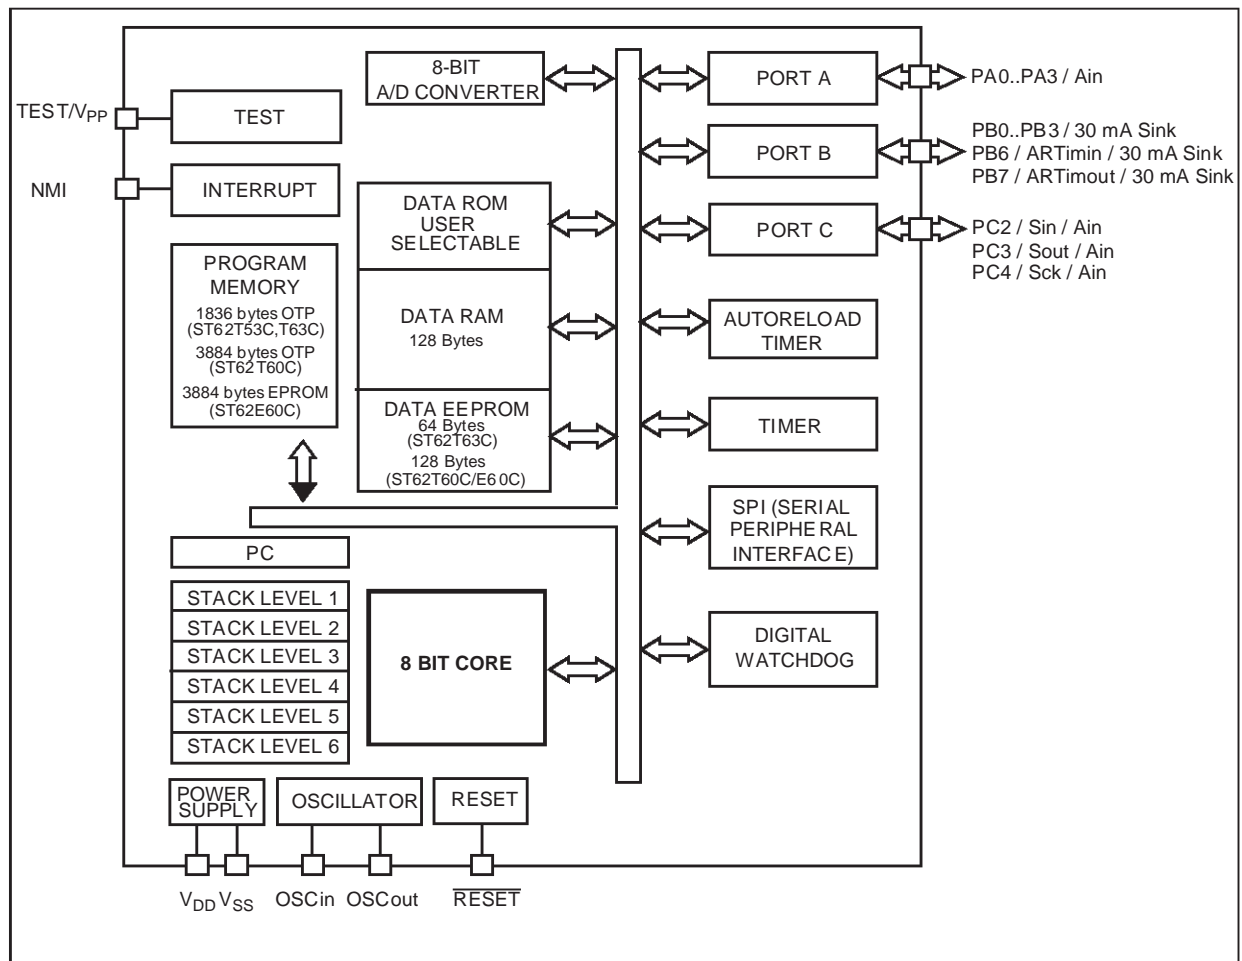 8-BIT
A/D CONVERTER
PORT A
PA0..PA3 / Ain
TEST/VPP
TEST
PORT B
PB0..PB3 / 30 mA Sink
PB6 / ARTimin / 30 mA Sink
PB7 / ARTimout / 30 mA Sink
NMI
INTERRUPT
DATA ROM
USER
SELECTABLE
PORT C
PC2 / Sin / Ain
PC3 / Sout / Ain
PC4 / Sck / Ain
PROGRAM
MEMORY
1836 bytes OTP
(ST62T53C,T63C)
3884 bytes OTP
(ST62T60C)
3884 bytes EPROM
(ST62E60C)
DATA RAM
128 Bytes
AUTORELOAD
TIMER
DATA EEPROM
64 Bytes
(ST62T63C)
128 Bytes
(ST62T60C/E60C)
TIMER
SPI (SERIAL
PERIPHERAL
INTERFACE)
PC
STACK LEVEL 1
STACK LEVEL 2
STACK LEVEL 3
STACK LEVEL 4
STACK LEVEL 5
STACK LEVEL 6
8 BIT CORE
DIGITAL
WATCHDOG
POWER
SUPPLY
OSCILLATOR
RESET
VDD VSS OSCin OSCout RESET